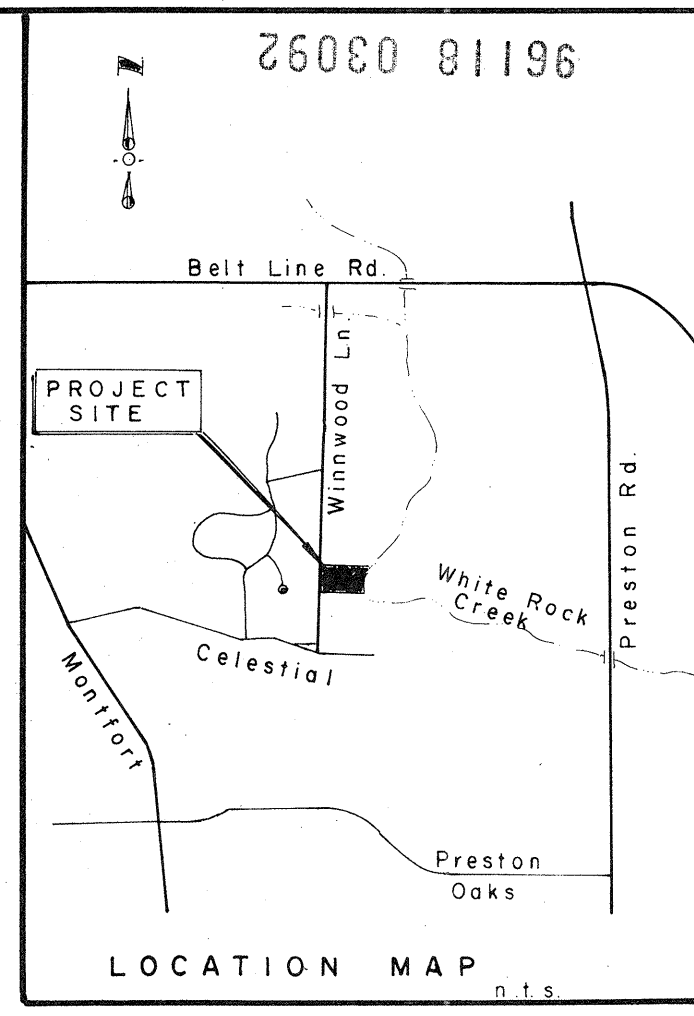 96118 03092
Belt Line Rd.
PROJECT
SITE
Winnwood Ln.
Preston Rd.
White Rock
Creek
Celestial
Montfort
Preston
Oaks
LOCATION MAP
n.t.s.